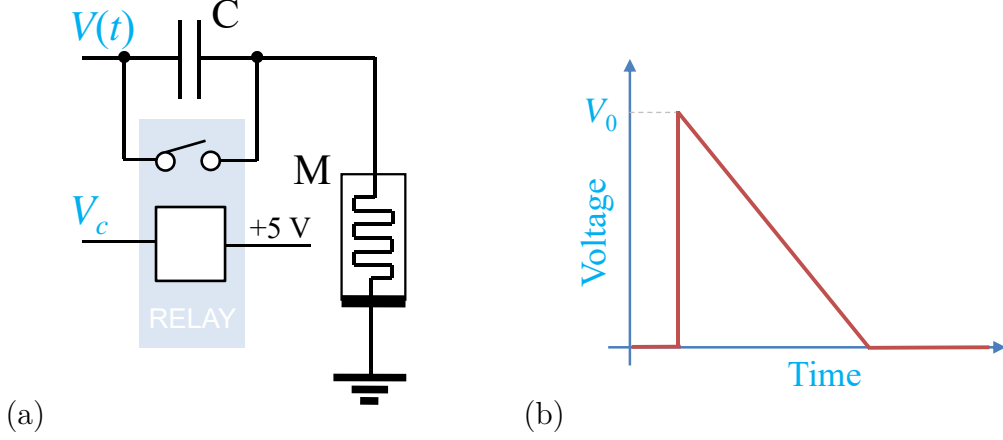 V(t)
C
M
V_c
+5 V
RELAY
(a)
V_0
Voltage
Time
(b)